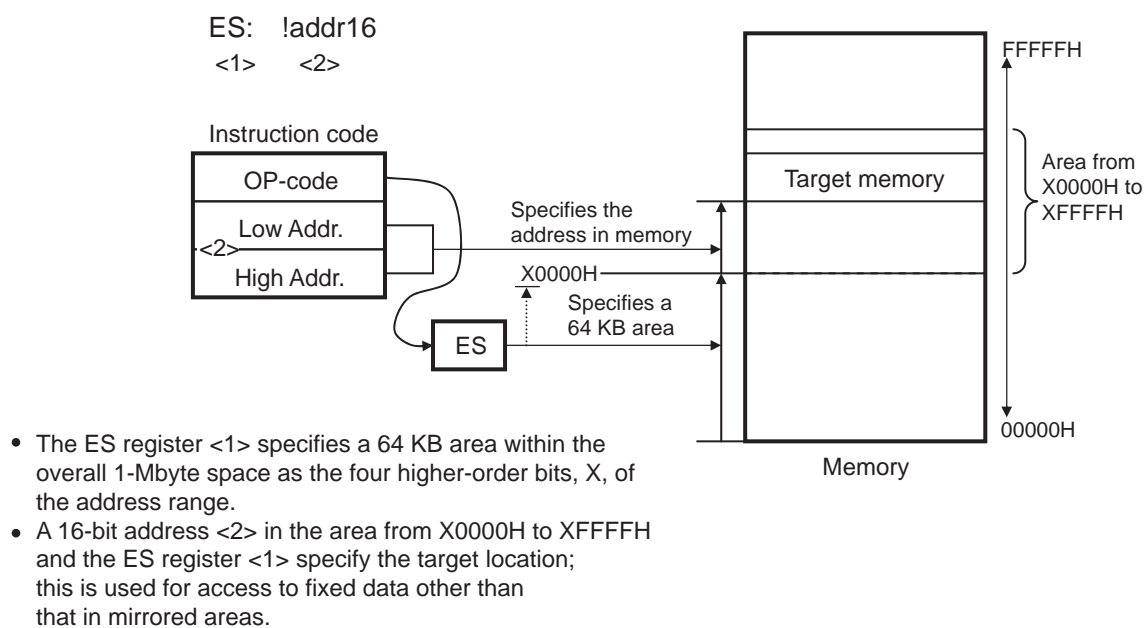 ES: !addr16
<1> <2>
Instruction code
OP-code
Low Addr.
<2>
High Addr.
ES
Specifies the
address in memory
X0000H
Specifies a
64 KB area
Target memory
FFFFFH
Area from
X0000H to
XFFFFH
00000H
Memory
• The ES register <1> specifies a 64 KB area within the
overall 1-Mbyte space as the four higher-order bits, X, of
the address range.
• A 16-bit address <2> in the area from X0000H to XFFFFH
and the ES register <1> specify the target location;
this is used for access to fixed data other than
that in mirrored areas.